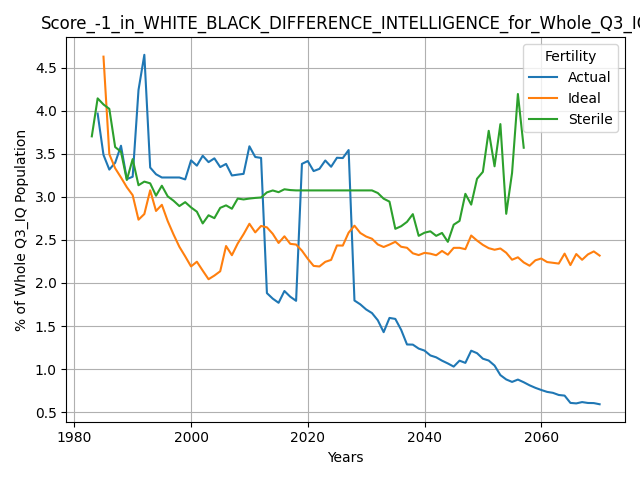 Score_-1_in_WHITE_BLACK_DIFFERENCE_INTELLIGENCE_for_Whole_Q3_IQ
Fertility
Actual
Ideal
Sterile
% of Whole Q3_IQ Population
4.5
4.0
3.5
3.0
2.5
2.0
1.5
1.0
0.5
1980
2000
2020
2040
2060
Years